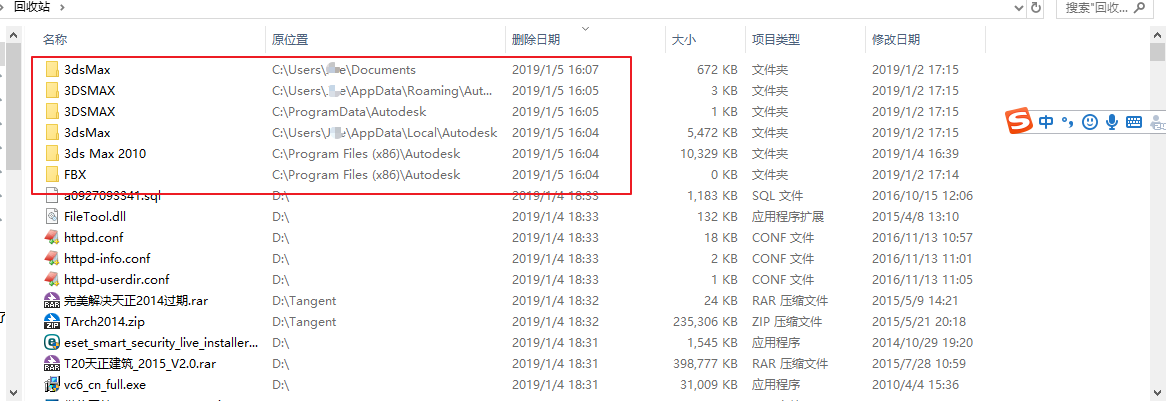 回收站
搜索"回收...
名称 原位置 删除日期 大小 项目类型 修改日期
3dsMax C:\Users\ e\Documents 2019/1/5 16:07 672 KB 文件夹 2019/1/2 17:15
3DSMAX C:\Users\ e\AppData\Roaming\Aut... 2019/1/5 16:05 3 KB 文件夹 2019/1/2 17:15
3DSMAX C:\ProgramData\Autodesk 2019/1/5 16:05 1 KB 文件夹 2019/1/2 17:15
3dsMax C:\Users\J \AppData\Local\Autodesk 2019/1/5 16:04 5,472 KB 文件夹 2019/1/2 17:15
中
3ds Max 2010 C:\Program Files (x86)\Autodesk 2019/1/5 16:04 10,329 KB 文件夹 2019/1/4 16:39
FBX C:\Program Files (x86)\Autodesk 2019/1/5 16:04 0 KB 文件夹 2019/1/2 17:14
a0927093341.sql D:\ 2019/1/4 18:33 1,183 KB SQL 文件 2016/10/15 12:06
FileTool.dll D:\ 2019/1/4 18:33 132 KB 应用程序扩展 2015/4/8 13:10
httpd.conf D:\ 2019/1/4 18:33 18 KB CONF 文件 2016/11/13 10:57
httpd-info.conf D:\ 2019/1/4 18:33 2 KB CONF 文件 2016/11/13 11:01
httpd-userdir.conf D:\ 2019/1/4 18:33 1 KB CONF 文件 2016/11/13 11:05
完美解决天正2014过期.rar D:\Tangent 2019/1/4 18:32 24 KB RAR 压缩文件 2015/5/9 14:21
TArch2014.zip D:\Tangent 2019/1/4 18:32 235,306 KB ZIP 压缩文件 2015/5/21 20:18
eset_smart_security_live_installer... D:\ 2019/1/4 18:31 1,545 KB 应用程序 2014/10/29 19:20
T20天正建筑_2015_V2.0.rar D:\ 2019/1/4 18:31 398,777 KB RAR 压缩文件 2015/7/28 10:59
vc6_cn_full.exe D:\ 2019/1/4 18:31 31,009 KB 应用程序 2010/4/4 15:36